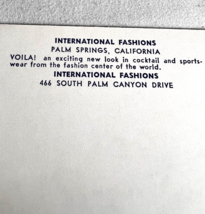 INTERNATIONAL FASHIONS
PALM SPRINGS, CALIFORNIA
VOILA! an exciting new look in cocktail and sports-
wear from the fashion center of the world.
INTERNATIONAL FASHIONS
466 SOUTH PALM CANYON DRIVE